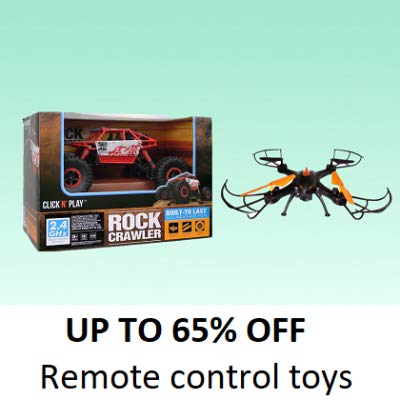 CK
CLICK N' PLAY
2.4
GHz
ROCK
CRAWLER
BUILT-TO LAST
UP TO 65% OFF
Remote control toys